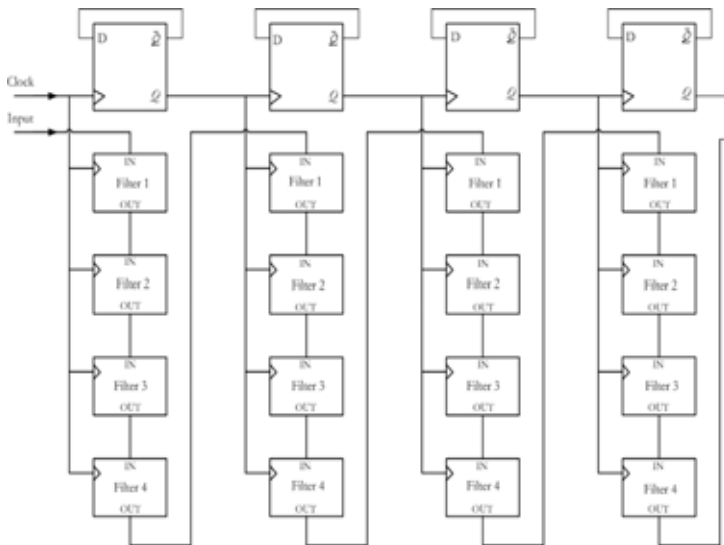 D Q̄ D Q̄ D Q̄ D Q̄
Clock
Q Q Q Q
Input
IN IN IN IN
Filter 1 Filter 1 Filter 1 Filter 1
OUT OUT OUT OUT
IN IN IN IN
Filter 2 Filter 2 Filter 2 Filter 2
OUT OUT OUT OUT
IN IN IN IN
Filter 3 Filter 3 Filter 3 Filter 3
OUT OUT OUT OUT
IN IN IN IN
Filter 4 Filter 4 Filter 4 Filter 4
OUT OUT OUT OUT